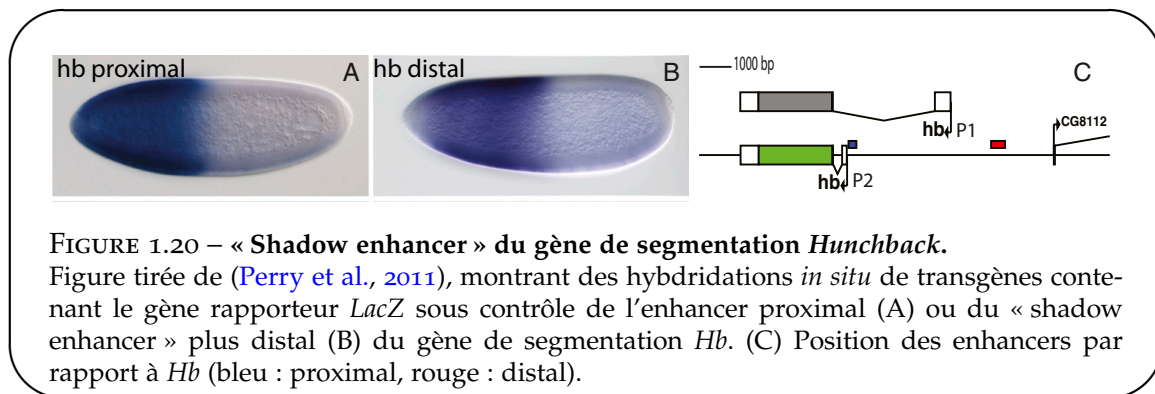 hb proximal
A
hb distal
B
1000 bp
C
hb
P1
CG8112
hb
P2
FIGURE 1.20 – « Shadow enhancer » du gène de segmentation Hunchback.
Figure tirée de (Perry et al., 2011), montrant des hybdridations in situ de transgènes conte-
nant le gène rapporteur LacZ sous contrôle de l'enhancer proximal (A) ou du « shadow
enhancer » plus distal (B) du gène de segmentation Hb. (C) Position des enhancers par
rapport à Hb (bleu : proximal, rouge : distal).